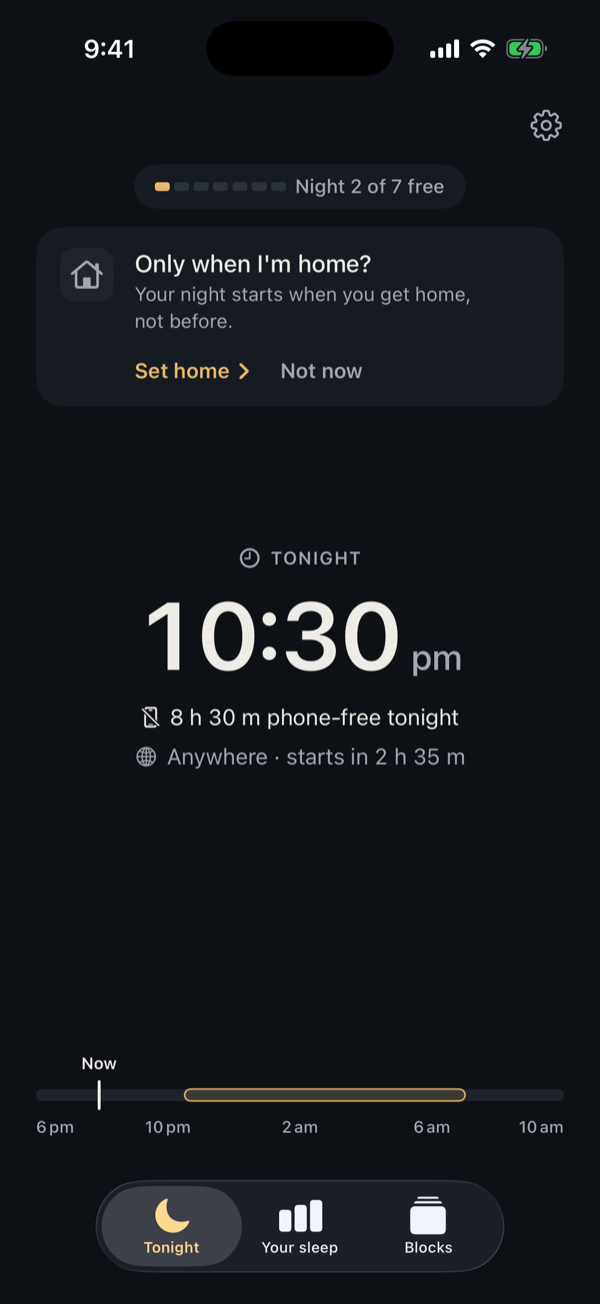 9:41
Night 2 of 7 free
Only when I'm home?
Your night starts when you get home,
not before.
Set home
Not now
TONIGHT
10:30 pm
8 h 30 m phone-free tonight
Anywhere · starts in 2 h 35 m
Now
6 pm 10 pm 2 am 6 am 10 am
Tonight Your sleep Blocks